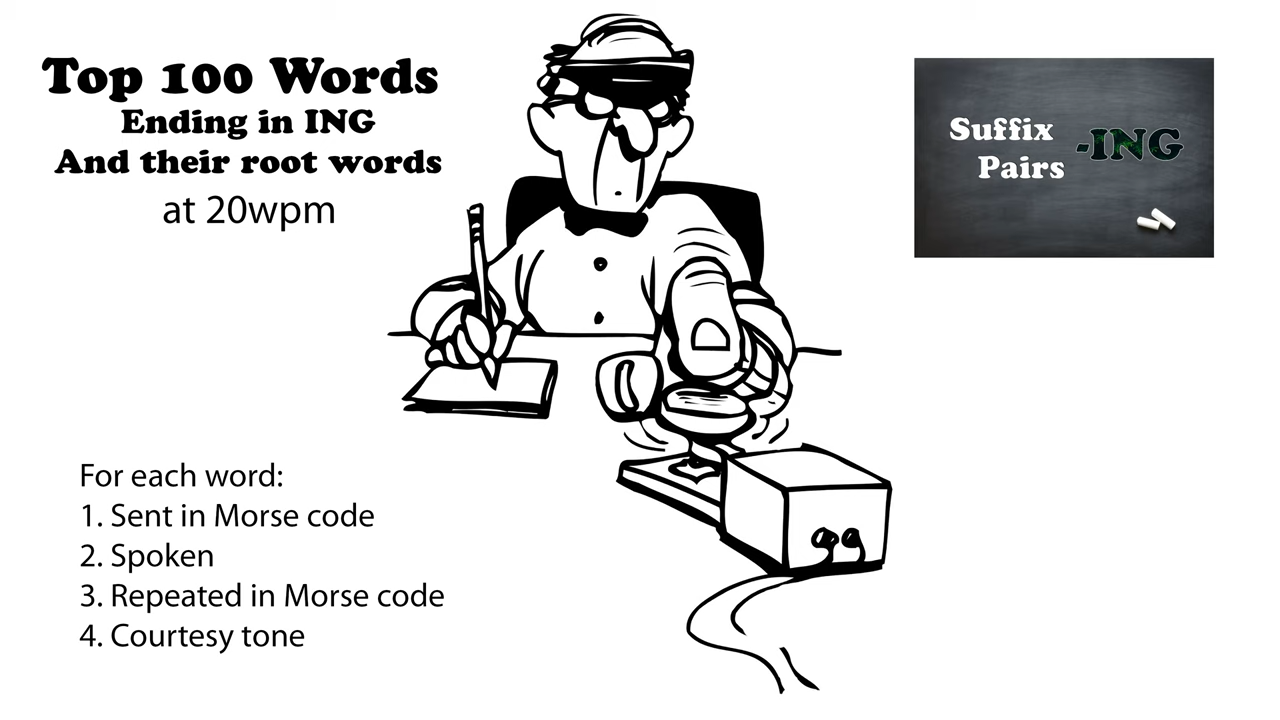 Top 100 Words
Ending in ING
And their root words
at 20wpm
Suffix
Pairs
-ING
For each word:
1. Sent in Morse code
2. Spoken
3. Repeated in Morse code
4. Courtesy tone